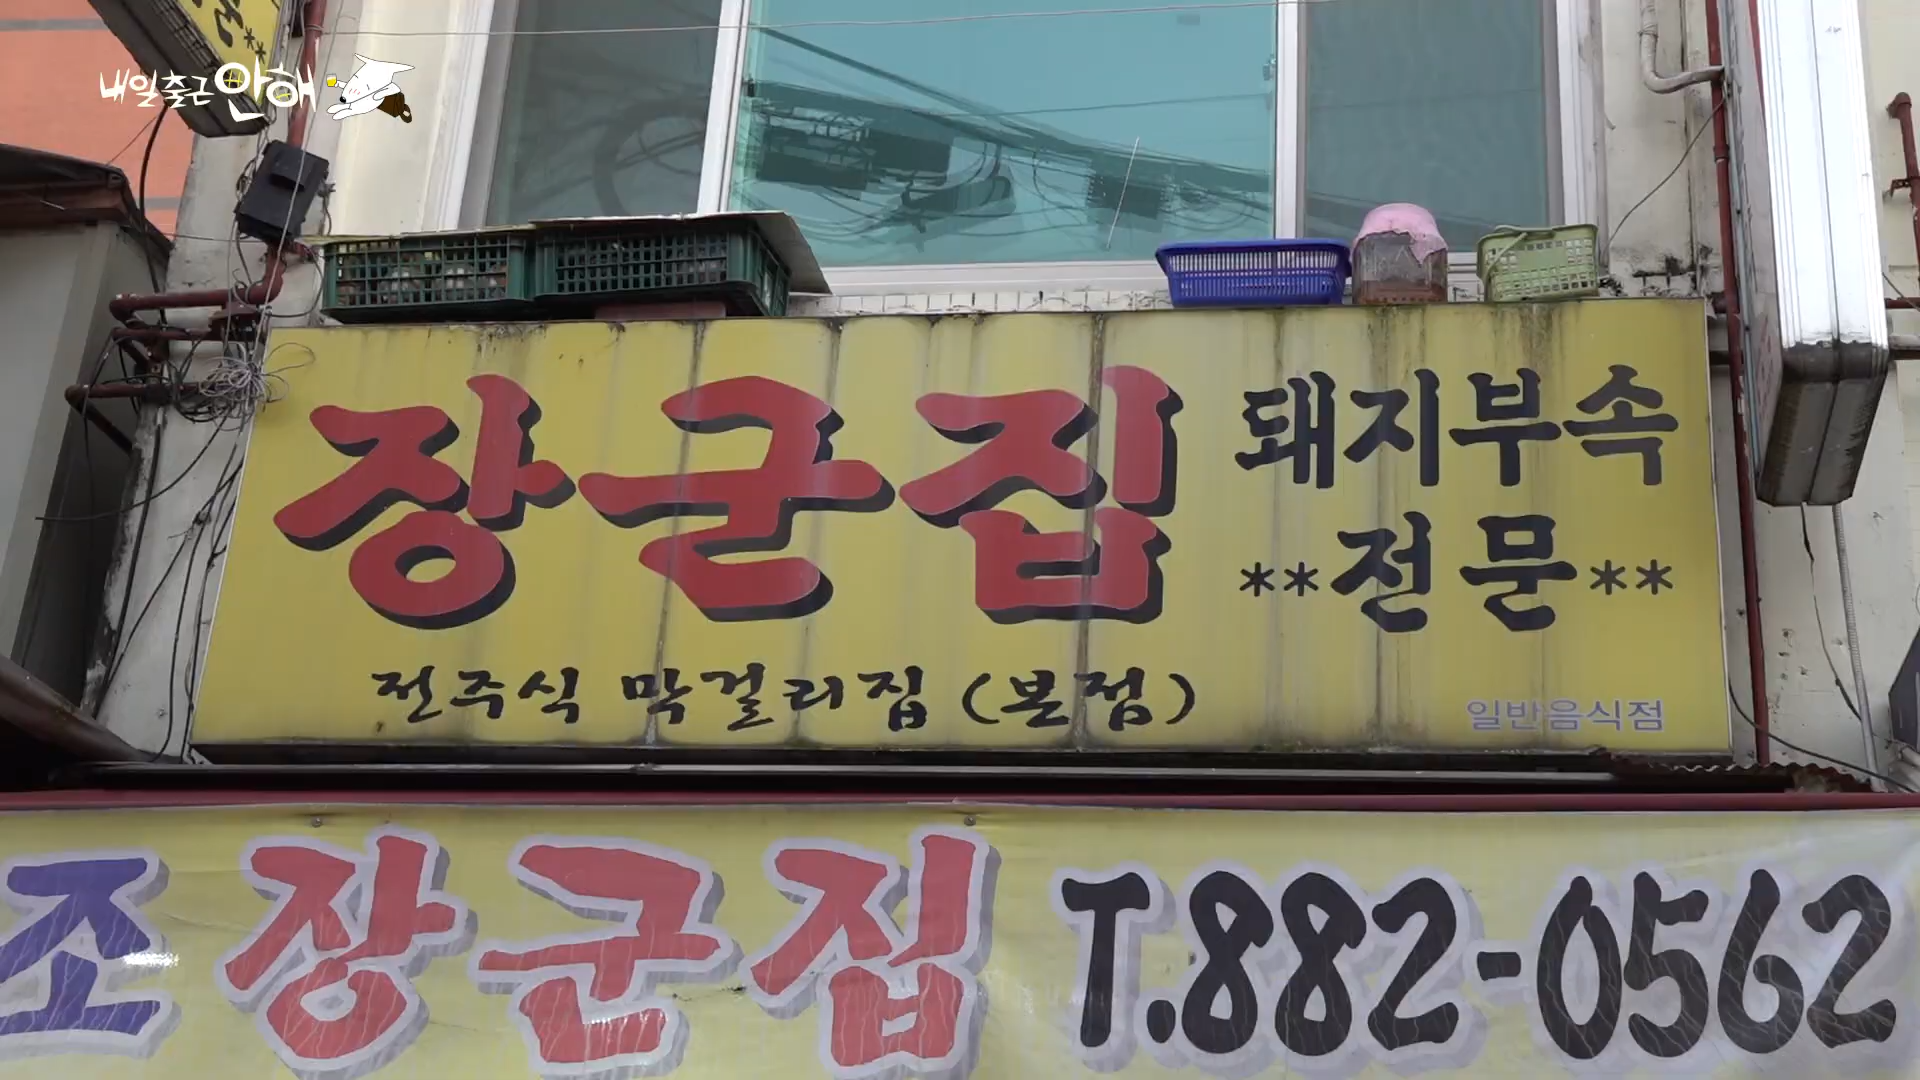 내일 출근 안해
장군집
돼지부속
**전문**
전주식 막걸리집 (본점)
일반음식점
조 장군집 T.882-0562